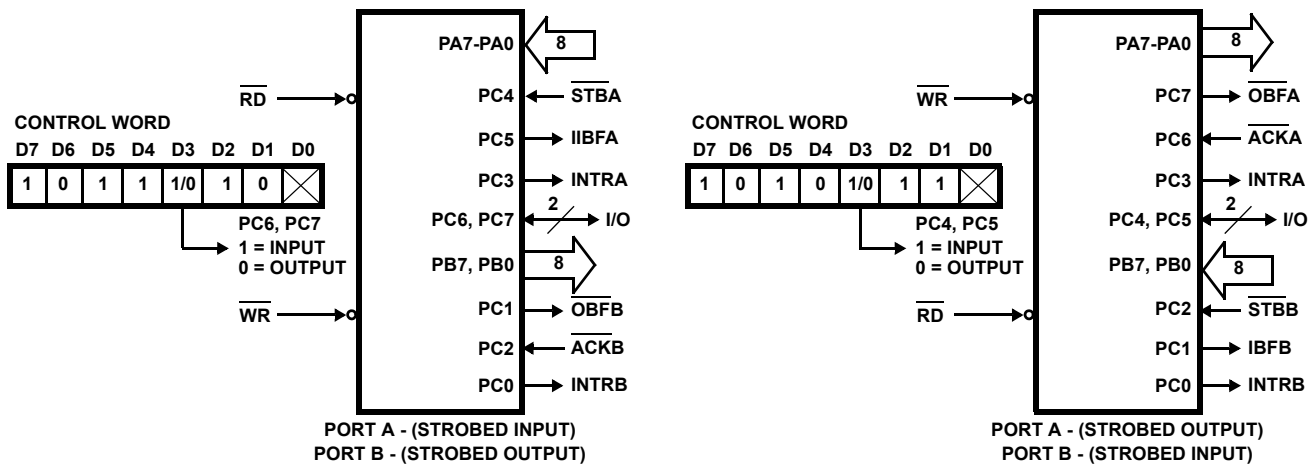 PA7-PA0
8
RD
PC4
STBA
CONTROL WORD
PC5
IIBFA
D7 D6 D5 D4 D3 D2 D1 D0
1 0 1 1 1/0 1 0
PC3
INTRA
PC6, PC7
1 = INPUT
0 = OUTPUT
PC6, PC7
2
I/O
PB7, PB0
8
WR
PC1
OBFB
PC2
ACKB
PC0
INTRB
PORT A - (STROBED INPUT)
PORT B - (STROBED OUTPUT)
PA7-PA0
8
WR
PC7
OBFA
CONTROL WORD
PC6
ACKA
D7 D6 D5 D4 D3 D2 D1 D0
1 0 1 0 1/0 1 1
PC3
INTRA
PC4, PC5
1 = INPUT
0 = OUTPUT
PC4, PC5
2
I/O
PB7, PB0
8
RD
PC2
STBB
PC1
IBFB
PC0
INTRB
PORT A - (STROBED OUTPUT)
PORT B - (STROBED INPUT)